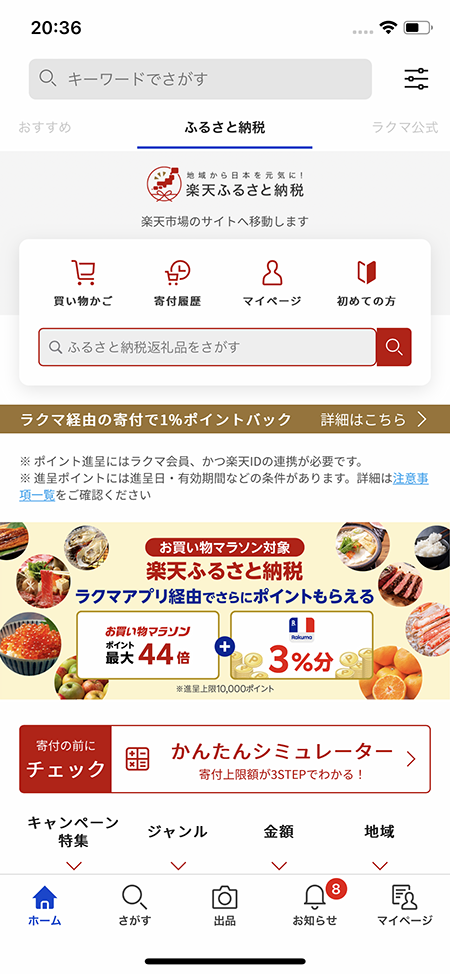 20:36
キーワードでさがす
おすすめ
ふるさと納税
ラクマ公式
地域から日本を元気に!
楽天ふるさと納税
楽天市場のサイトへ移動します
買い物かご
寄付履歴
マイページ
初めての方
ふるさと納税返礼品をさがす
ラクマ経由の寄付で1%ポイントバック
詳細はこちら
※ ポイント進呈にはラクマ会員、かつ楽天IDの連携が必要です。
※ 進呈ポイントには進呈日・有効期間などの条件があります。詳細は注意事
項一覧をご確認ください
お買い物マラソン対象
楽天ふるさと納税
ラクマアプリ経由でさらにポイントもらえる
お買い物マラソン
ポイント
最大44倍
+
Rakuma
3%分
※進呈上限10,000ポイント
寄付の前に
チェック
かんたんシミュレーター
寄付上限額が3STEPでわかる!
キャンペーン
特集
ジャンル
金額
地域
8
ホーム
さがす
出品
お知らせ
マイページ